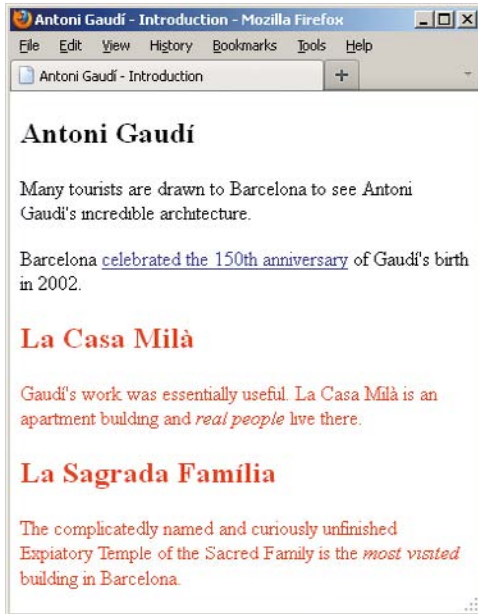 Antoni Gaudí - Introduction - Mozilla Firefox
File Edit View History Bookmarks Tools Help
Antoni Gaudí - Introduction
Antoni Gaudí
Many tourists are drawn to Barcelona to see Antoni
Gaudí's incredible architecture.
Barcelona celebrated the 150th anniversary of Gaudí's birth
in 2002.
La Casa Milà
Gaudí's work was essentially useful. La Casa Milà is an
apartment building and real people live there.
La Sagrada Família
The complicatedly named and curiously unfinished
Expiatory Temple of the Sacred Family is the most visited
building in Barcelona.